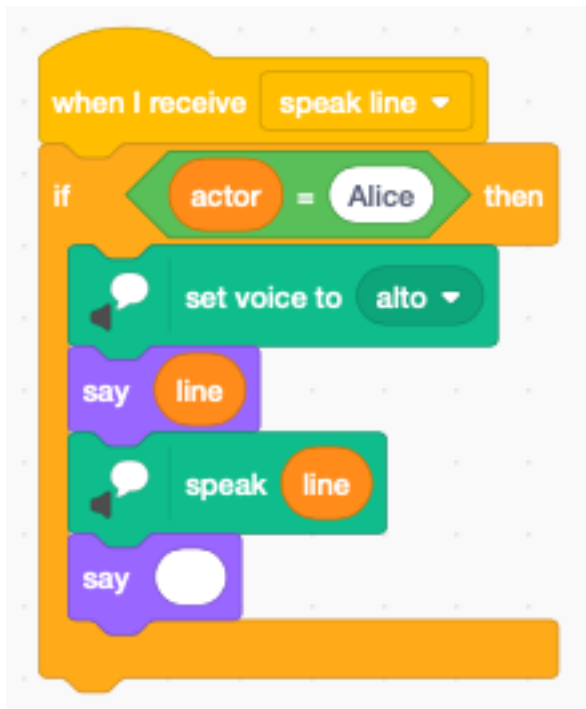 when I receive speak line
if actor = Alice then
set voice to alto
say line
speak line
say